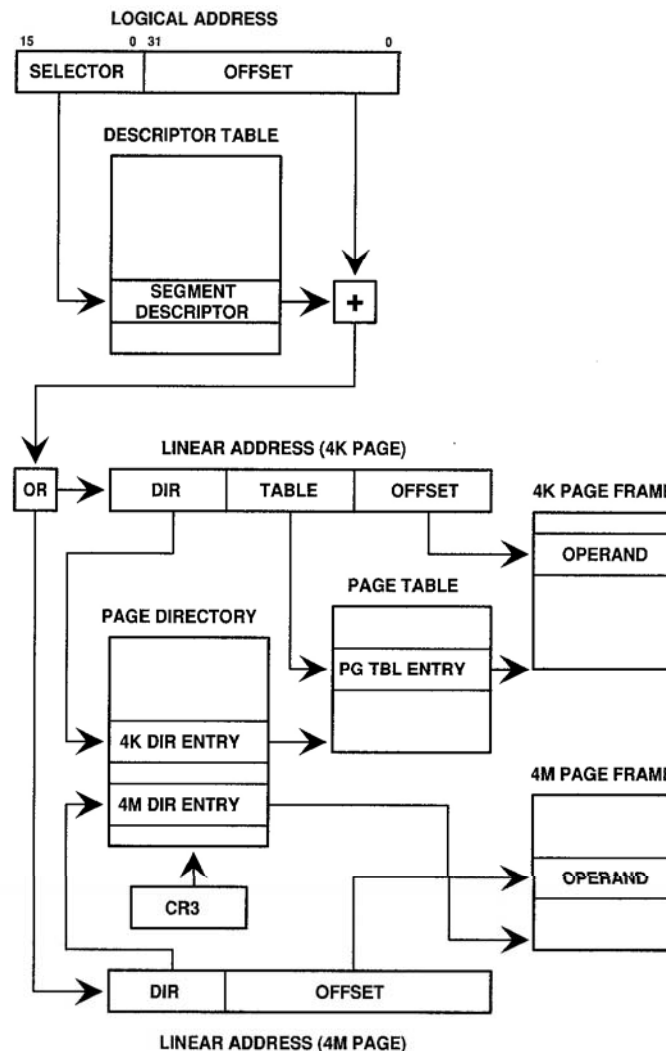 LOGICAL ADDRESS
15 0 31 0
SELECTOR OFFSET
DESCRIPTOR TABLE
SEGMENT
DESCRIPTOR
+
LINEAR ADDRESS (4K PAGE)
OR DIR TABLE OFFSET
4K PAGE FRAME
OPERAND
PAGE TABLE
PAGE DIRECTORY
PG TBL ENTRY
4K DIR ENTRY
4M PAGE FRAME
4M DIR ENTRY
OPERAND
CR3
DIR OFFSET
LINEAR ADDRESS (4M PAGE)